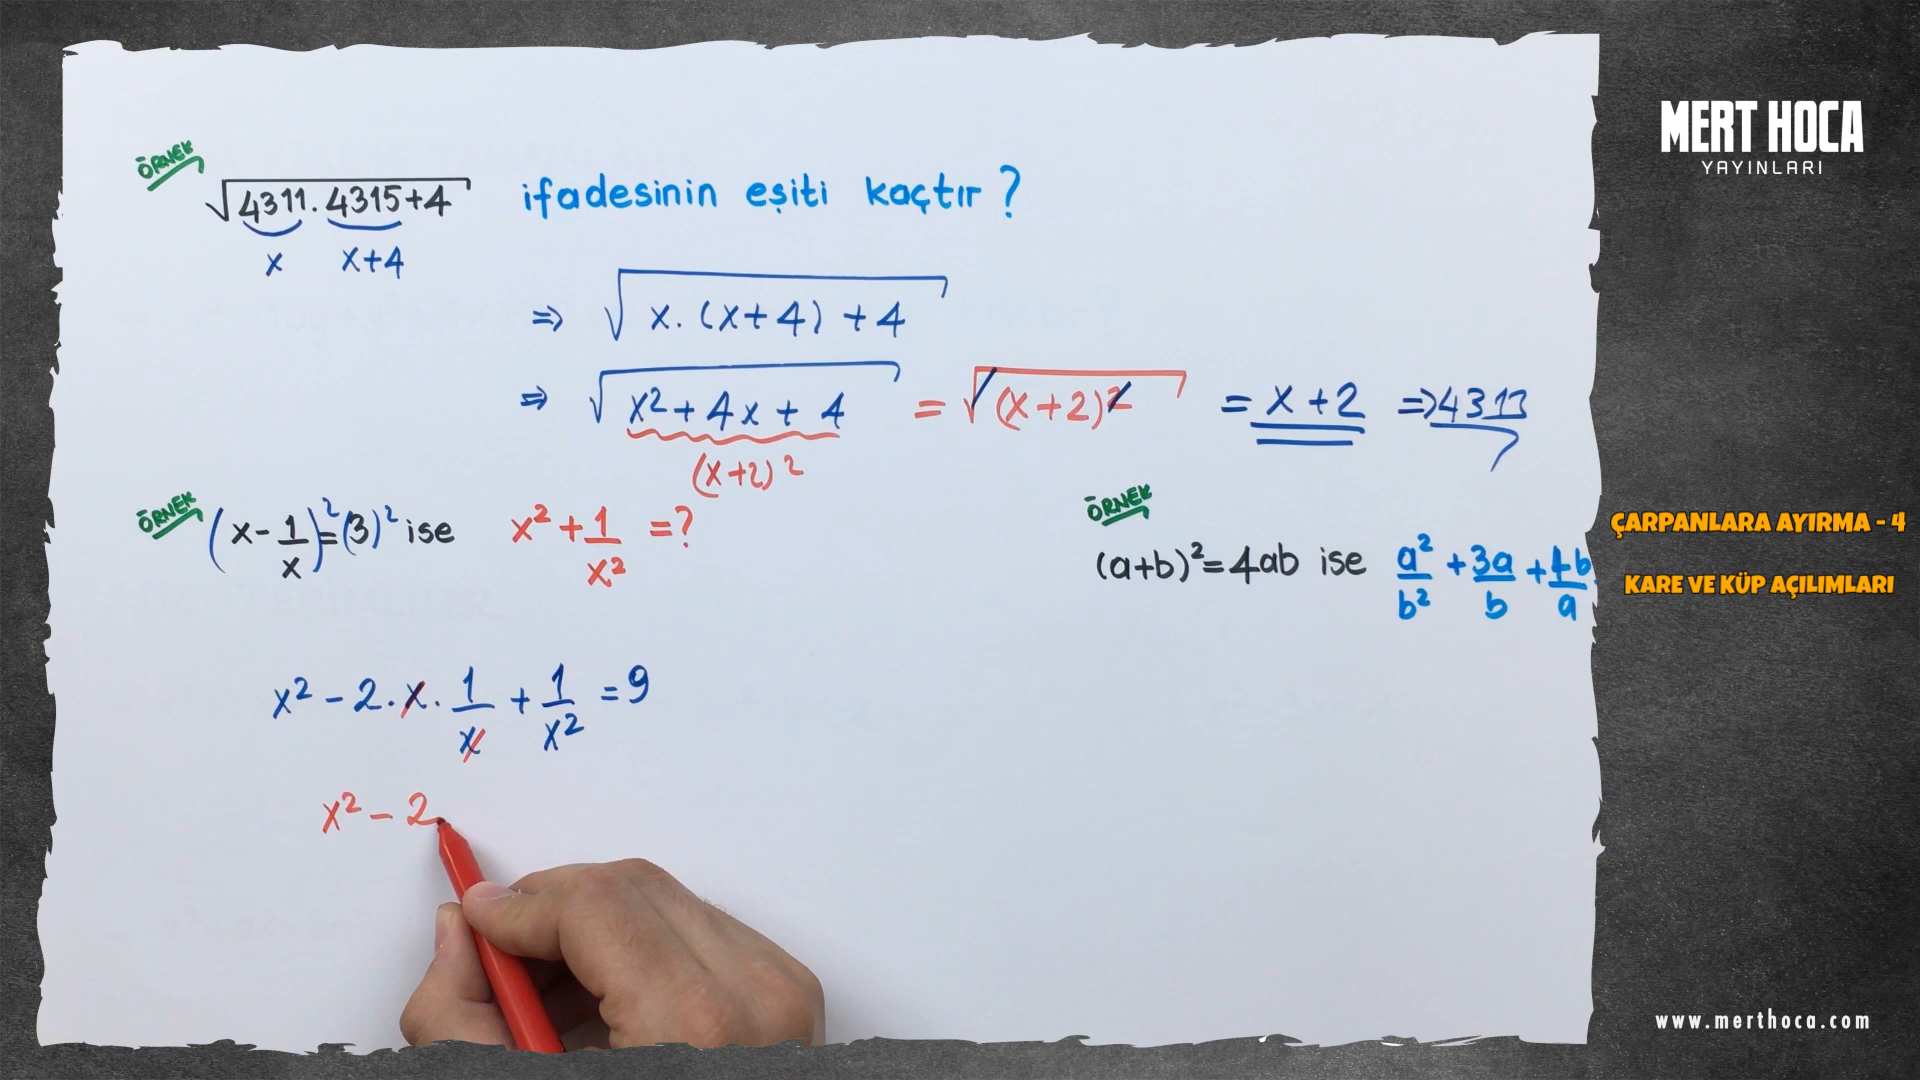 ÖRNEK
√4311.4315+4 ifadesinin eşiti kaçtır?
x x+4
⇒ √x.(x+4)+4
⇒ √x²+4x+4 = √(x+2)² = x+2 ⇒ 4313
(x+2)²
ÖRNEK
(x-1/x)²=(3)² ise x²+1/x²=?
x²-2.x.1/x+1/x²=9
x²-2
ÖRNEK
(a+b)²=4ab ise a²/b²+3a/b+4b/a
MERT HOCA
YAYINLARI
ÇARPANLARA AYIRMA - 4
KARE VE KÜP AÇILIMLARI
www.merthoca.com